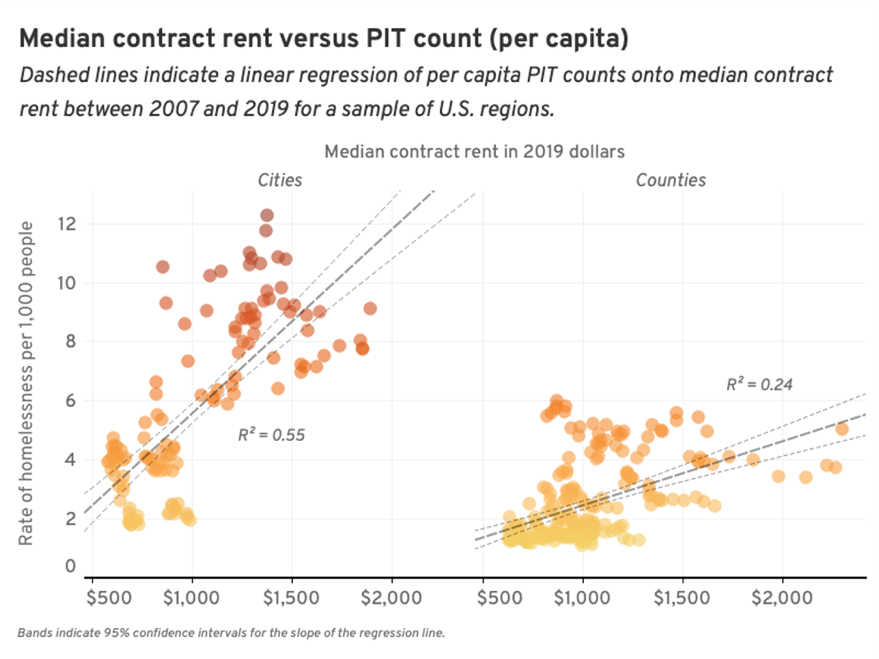 Median contract rent versus PIT count (per capita)
Dashed lines indicate a linear regression of per capita PIT counts onto median contract
rent between 2007 and 2019 for a sample of U.S. regions.
Median contract rent in 2019 dollars
Cities
Counties
Rate of homelessness per 1,000 people
12
10
8
6
4
2
0
R² = 0.55
R² = 0.24
$500 $1,000 $1,500 $2,000
$500 $1,000 $1,500 $2,000
Bands indicate 95% confidence intervals for the slope of the regression line.